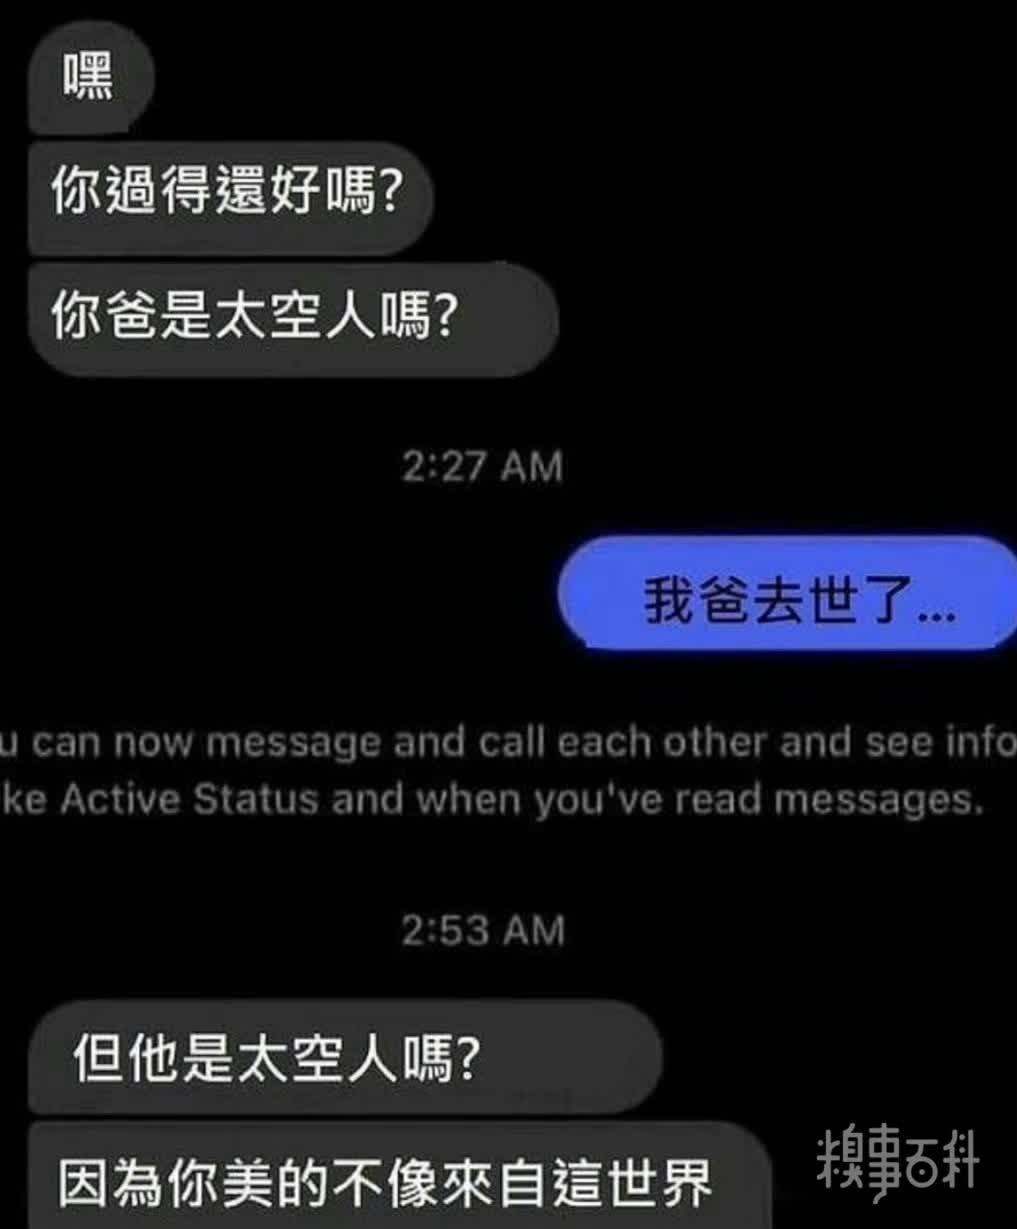 嘿
你過得還好嗎?
你爸是太空人嗎?
2:27 AM
我爸去世了...
u can now message and call each other and see info
ke Active Status and when you've read messages.
2:53 AM
但他是太空人嗎?
因為你美的不像來自這世界
糗事百科